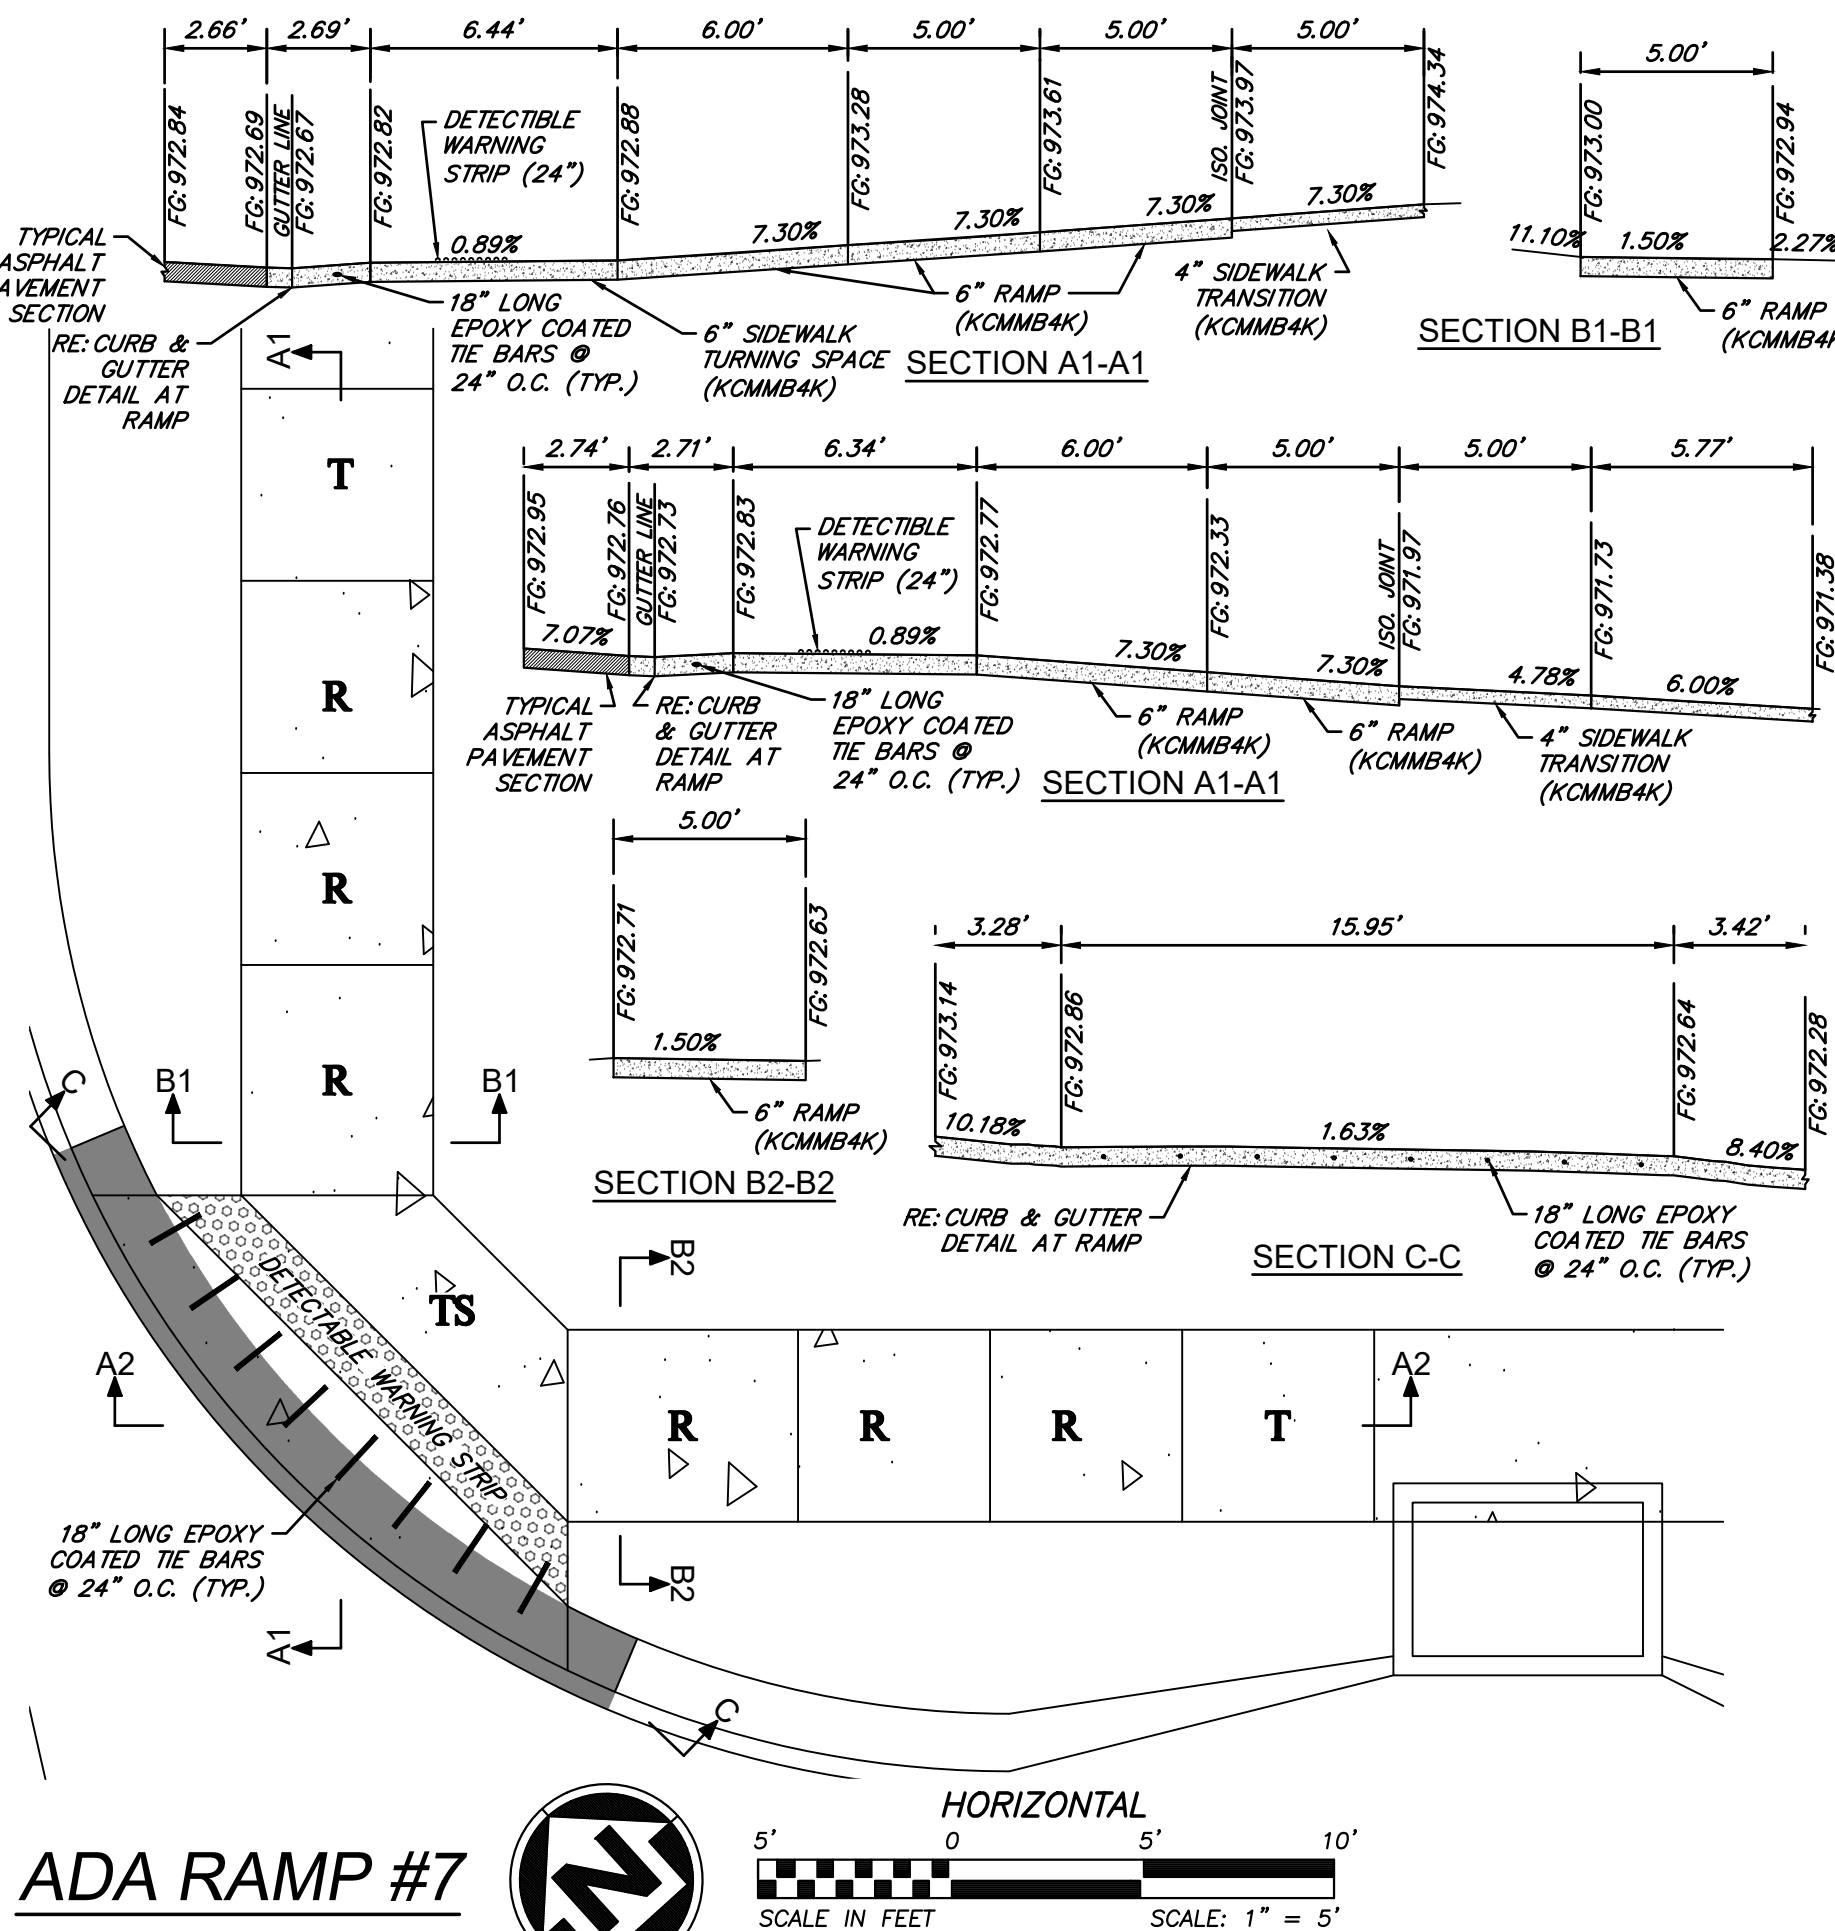 2.66’ 2.69’ 6.44’ 6.00’ 5.00’ 5.00’ 5.00’
FG: 972.84
FG: 972.69
GUTTER LINE
FG: 972.67
FG: 972.82
FG: 972.88
FG: 973.28
FG: 973.61
ISO. JOINT
FG: 973.97
FG: 974.34
DETECTIBLE
WARNING
STRIP (24”)
0.89% 7.30% 7.30% 7.30% 7.30%
TYPICAL
ASPHALT
AVEMENT
SECTION
RE: CURB &
GUTTER
DETAIL AT
RAMP
18” LONG
EPOXY COATED
TIE BARS @
24” O.C. (TYP.)
6” SIDEWALK
TURNING SPACE
(KCMMB4K)
6” RAMP
(KCMMB4K)
4” SIDEWALK
TRANSITION
(KCMMB4K)
SECTION A1-A1
5.00’
FG: 973.00
FG: 972.94
11.10% 1.50% 2.27%
6” RAMP
(KCMMB4K
SECTION B1-B1
2.74’ 2.71’ 6.34’ 6.00’ 5.00’ 5.00’ 5.77’
FG: 972.95
FG: 972.76
GUTTER LINE
FG: 972.73
FG: 972.83
FG: 972.77
FG: 972.33
ISO. JOINT
FG: 971.97
FG: 971.73
FG: 971.38
DETECTIBLE
WARNING
STRIP (24”)
7.07% 0.89% 7.30% 7.30% 4.78% 6.00%
TYPICAL
ASPHALT
PAVEMENT
SECTION
RE: CURB
& GUTTER
DETAIL AT
RAMP
18” LONG
EPOXY COATED
TIE BARS @
24” O.C. (TYP.)
6” RAMP
(KCMMB4K)
6” RAMP
(KCMMB4K)
4” SIDEWALK
TRANSITION
(KCMMB4K)
SECTION A1-A1
5.00’
FG: 972.71
FG: 972.63
1.50%
6” RAMP
(KCMMB4K)
SECTION B2-B2
3.28’ 15.95’ 3.42’
FG: 973.14
FG: 972.86
FG: 972.64
FG: 972.28
10.18% 1.63% 8.40%
RE: CURB & GUTTER
DETAIL AT RAMP
18” LONG EPOXY
COATED TIE BARS
@ 24” O.C. (TYP.)
SECTION C-C
A1
T
R
R
R
C
B1 B1
B2
TS
DETECTABLE WARNING STRIP
A2 A2
R R R T
18” LONG EPOXY
COATED TIE BARS
@ 24” O.C. (TYP.)
B2
A1
C
ADA RAMP #7
N
HORIZONTAL
5’ 0 5’ 10’
SCALE IN FEET SCALE: 1” = 5’